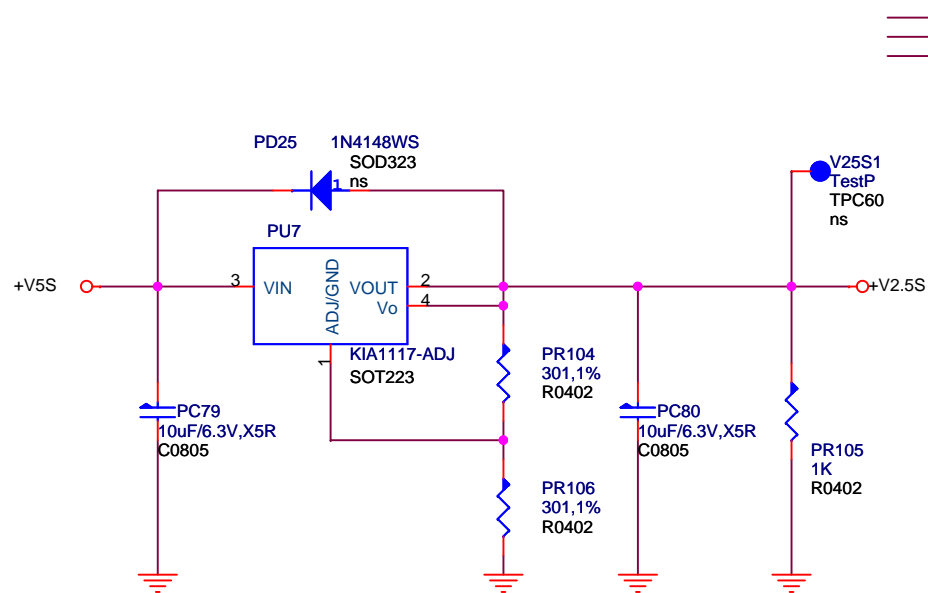 PD25
1N4148WS
SOD323
1
ns
V25S1
TestP
TPC60
ns
PU7
+V5S
3
VIN
ADJ/GND
VOUT
Vo
2
4
+V2.5S
1
KIA1117-ADJ
SOT223
PR104
301,1%
R0402
PC79
10uF/6.3V,X5R
C0805
PC80
10uF/6.3V,X5R
C0805
PR105
1K
R0402
PR106
301,1%
R0402